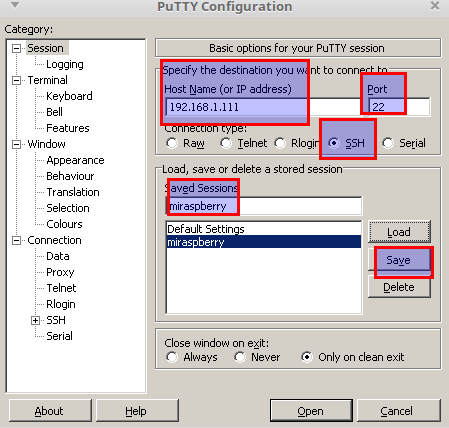 PuTTY Configuration
Category:
Session
Logging
Terminal
Keyboard
Bell
Features
Window
Appearance
Behaviour
Translation
Selection
Colours
Connection
Data
Proxy
Telnet
Rlogin
SSH
Serial
Basic options for your PuTTY session
Specify the destination you want to connect to
Host Name (or IP address) Port
192.168.1.111 22
Connection type:
Raw Telnet Rlogin SSH Serial
Load, save or delete a stored session
Saved Sessions
miraspberry
Default Settings
miraspberry
Load
Save
Delete
Close window on exit:
Always Never Only on clean exit
About Help Open Cancel